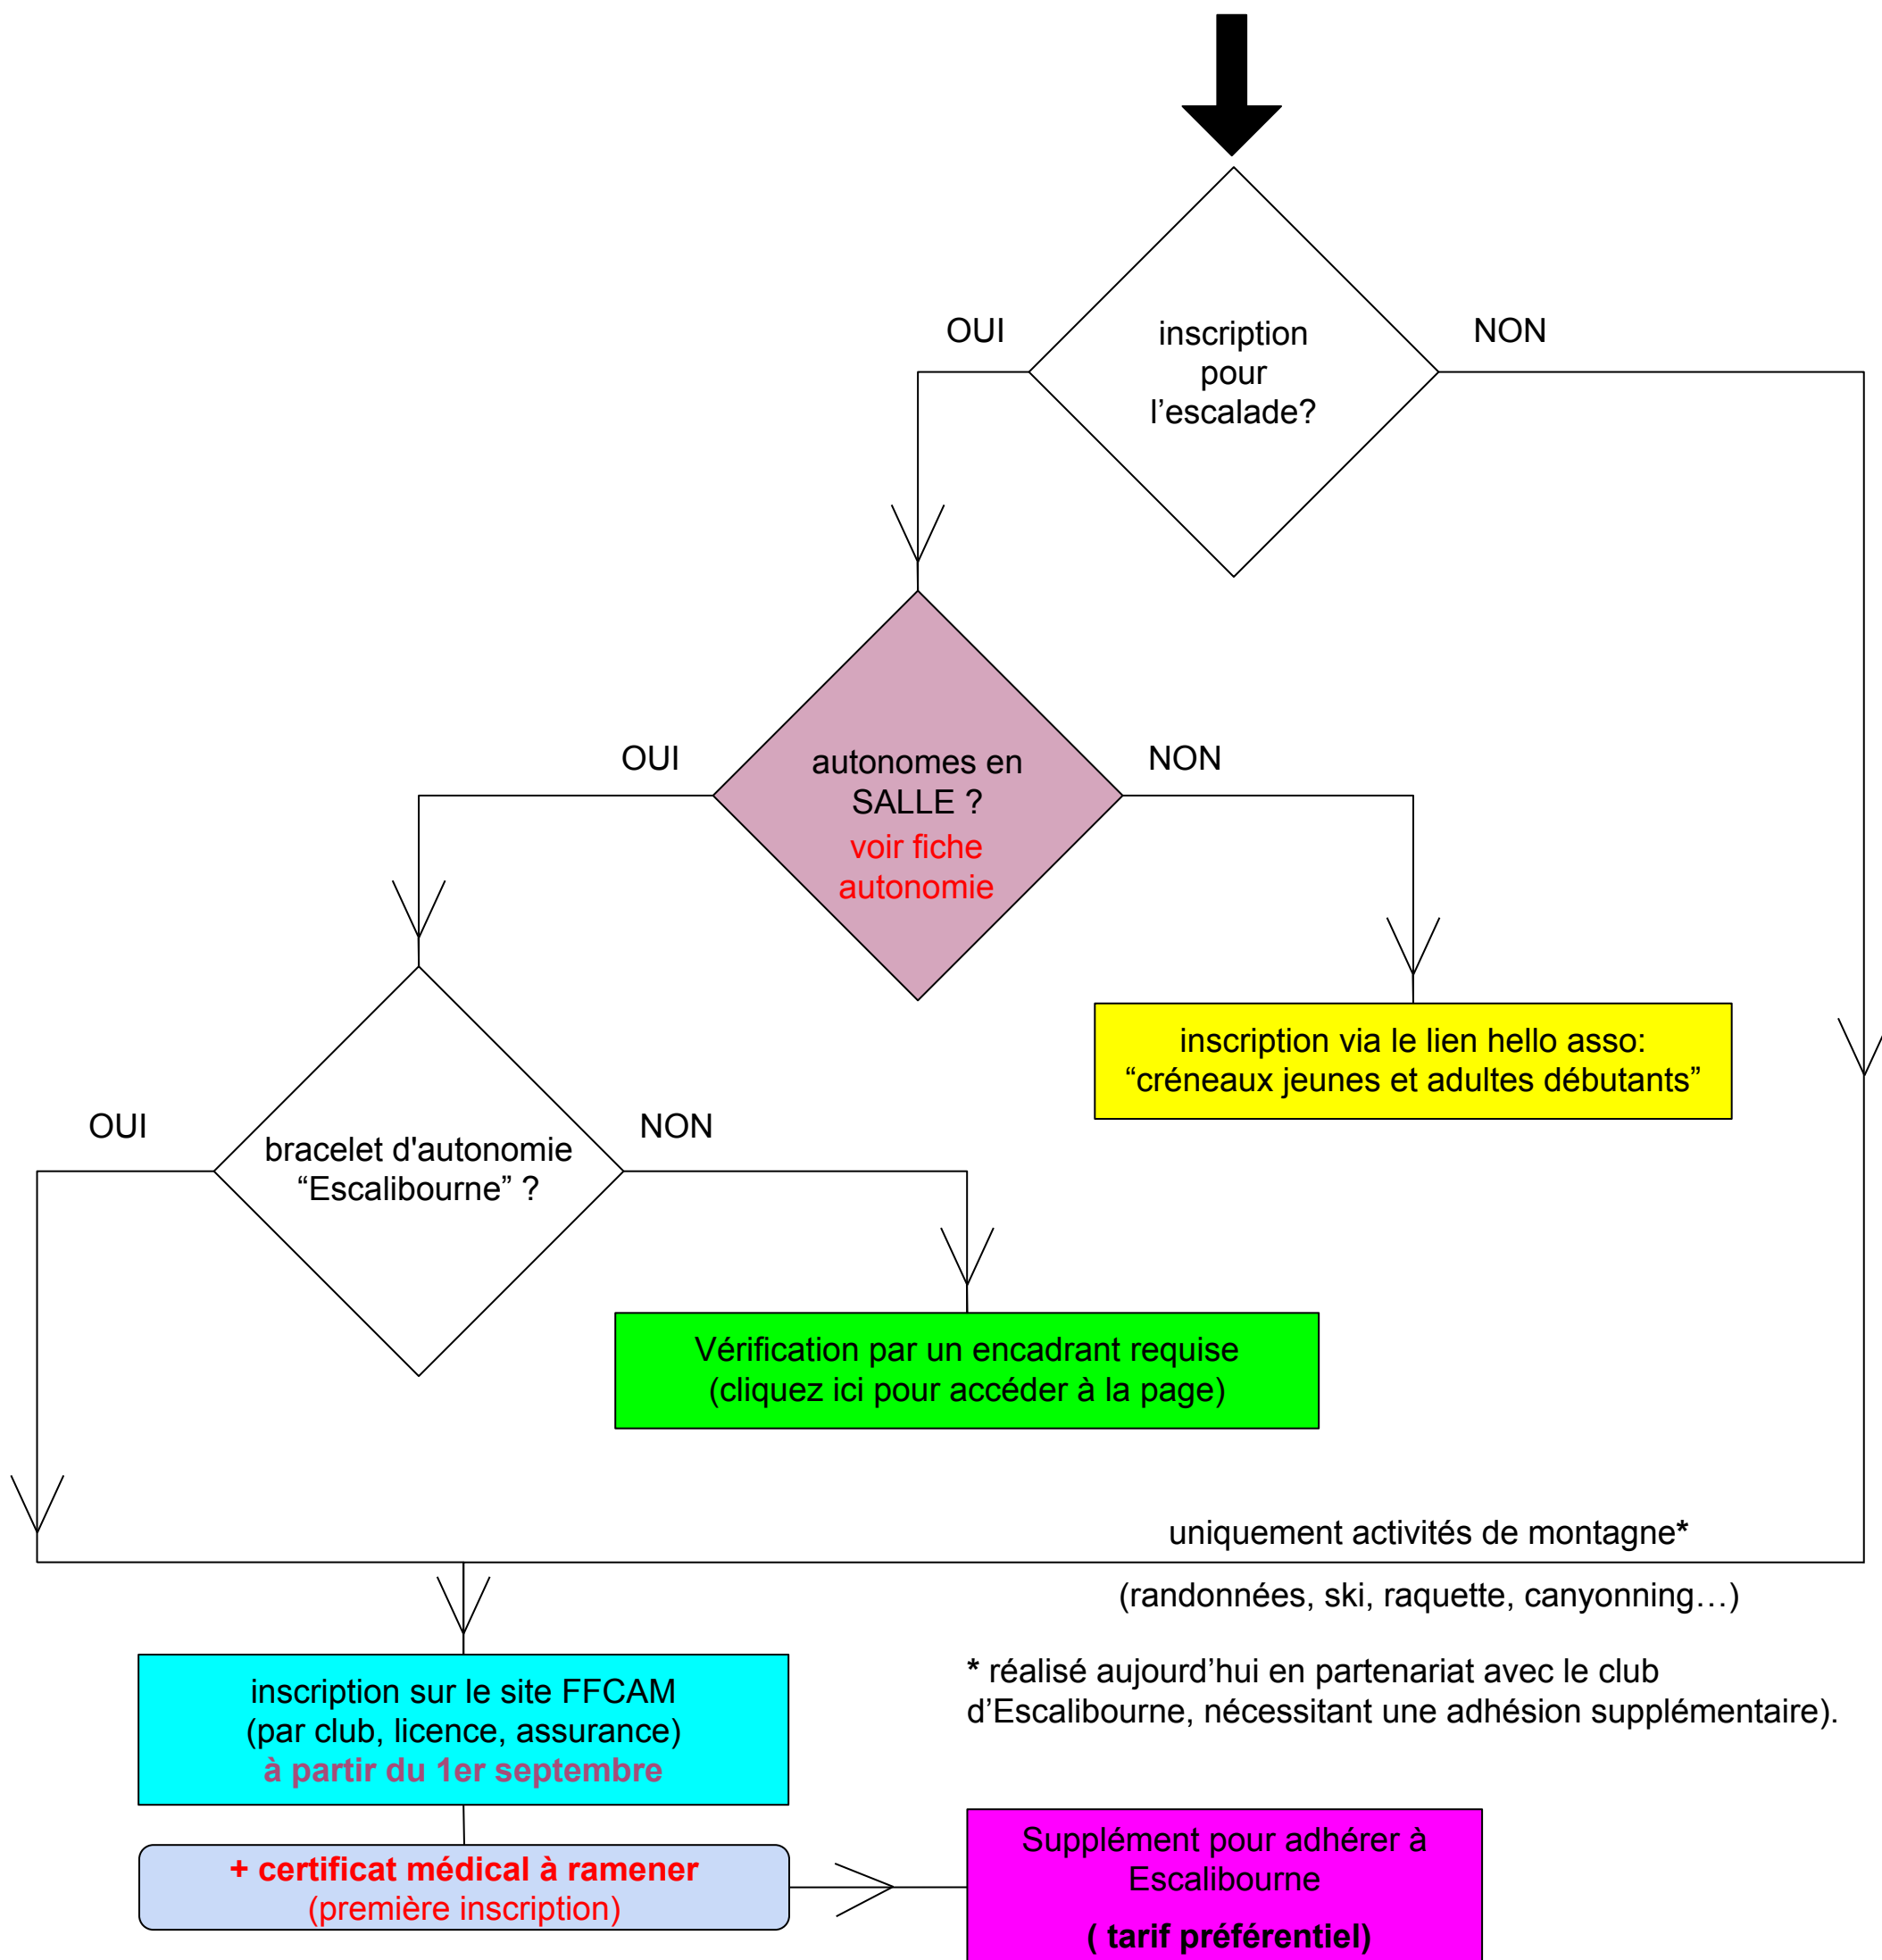 OUI
inscription
pour
l’escalade?
NON
OUI
autonomes en
SALLE ?
voir fiche
autonomie
NON
inscription via le lien hello asso:
“créneaux jeunes et adultes débutants”
OUI
bracelet d'autonomie
“Escalibourne” ?
NON
Vérification par un encadrant requise
(cliquez ici pour accéder à la page)
uniquement activités de montagne*
(randonnées, ski, raquette, canyonning…)
* réalisé aujourd’hui en partenariat avec le club
d’Escalibourne, nécessitant une adhésion supplémentaire).
inscription sur le site FFCAM
(par club, licence, assurance)
à partir du 1er septembre
+ certificat médical à ramener
(première inscription)
Supplément pour adhérer à
Escalibourne
( tarif préférentiel)